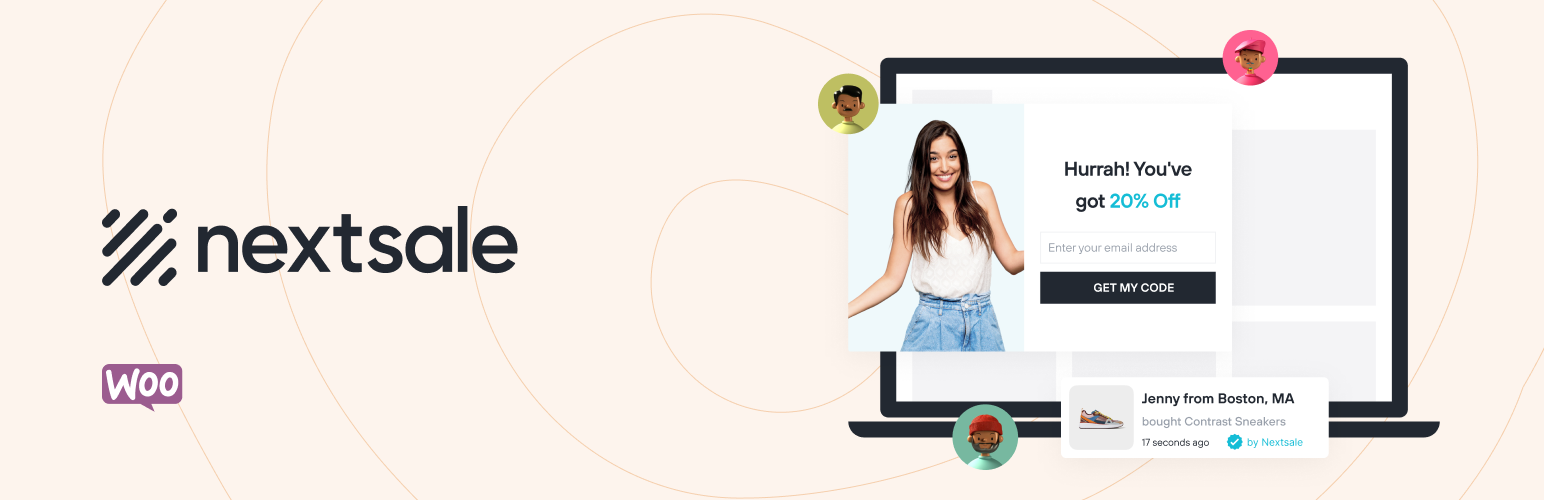 nextsale
Woo
Hurrah! You've
got 20% Off
Enter your email address
GET MY CODE
Jenny from Boston, MA
bought Contrast Sneakers
17 seconds ago by Nextsale